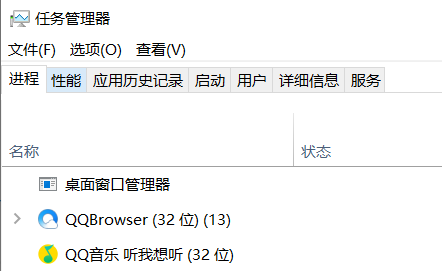 任务管理器
文件(F) 选项(O) 查看(V)
进程 性能 应用历史记录 启动 用户 详细信息 服务
名称 状态
桌面窗口管理器
QQBrowser (32 位) (13)
QQ音乐 听我想听 (32 位)